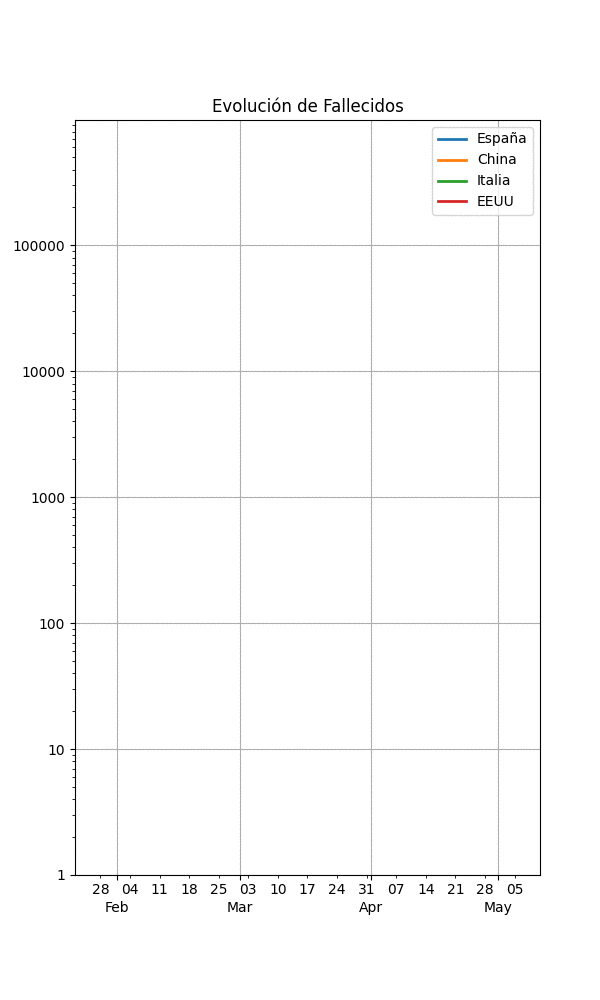 Evolución de Fallecidos
España
China
Italia
EEUU
100000
10000
1000
100
10
1
28 04 11 18 25 03 10 17 24 31 07 14 21 28 05
Feb Mar Apr May